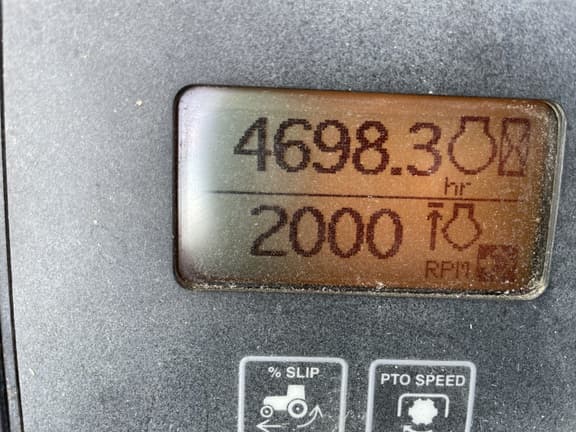 4698.3
hr
2000
RPM
% SLIP
PTO SPEED